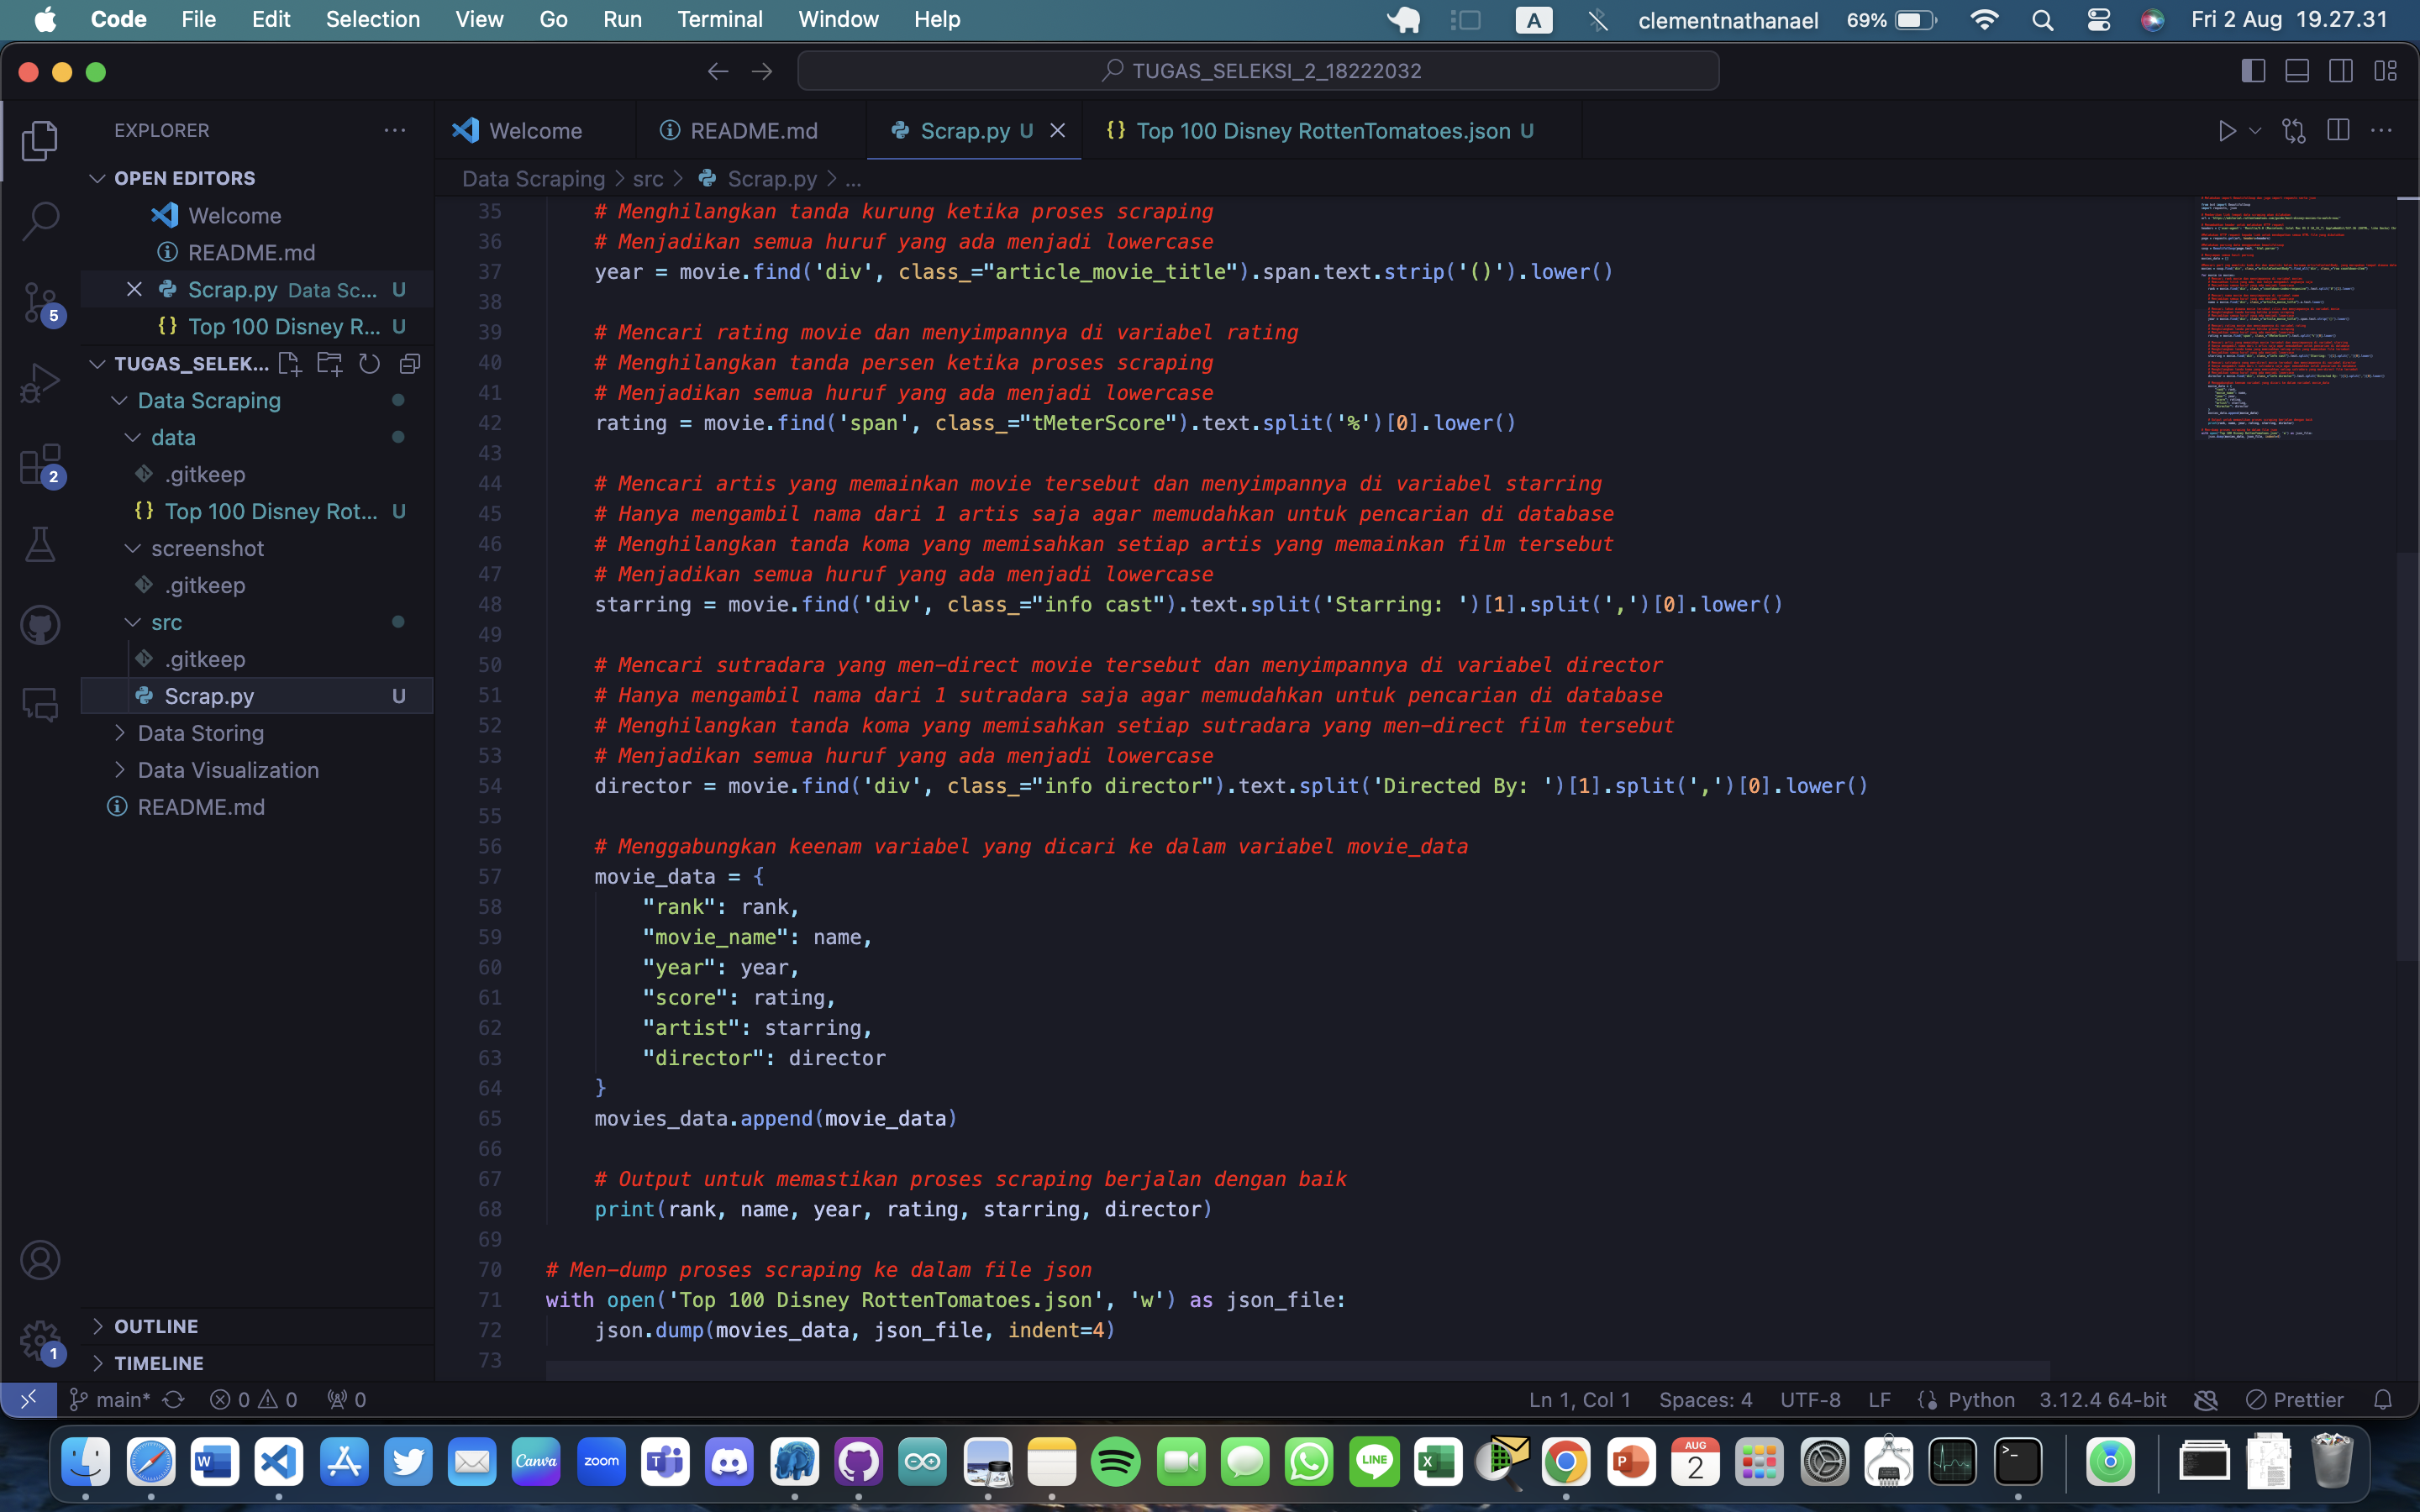 Code File Edit Selection View Go Run Terminal Window Help A clementnathanael 69% Fri 2 Aug 19.27.31
TUGAS_SELEKSI_2_18222032
EXPLORER
OPEN EDITORS
Welcome
README.md
Scrap.py Data Sc... U
Top 100 Disney R... U
TUGAS_SELEK...
Data Scraping
data
.gitkeep
Top 100 Disney Rot... U
screenshot
.gitkeep
src
.gitkeep
Scrap.py U
Data Storing
Data Visualization
README.md
OUTLINE
TIMELINE
5
2
1
Welcome README.md Scrap.py U Top 100 Disney RottenTomatoes.json U
Data Scraping > src > Scrap.py > ...
35 # Menghilangkan tanda kurung ketika proses scraping
36 # Menjadikan semua huruf yang ada menjadi lowercase
37 year = movie.find('div', class_="article_movie_title").span.text.strip('()').lower()
38
39 # Mencari rating movie dan menyimpannya di variabel rating
40 # Menghilangkan tanda persen ketika proses scraping
41 # Menjadikan semua huruf yang ada menjadi lowercase
42 rating = movie.find('span', class_="tMeterScore").text.split('%')[0].lower()
43
44 # Mencari artis yang memainkan movie tersebut dan menyimpannya di variabel starring
45 # Hanya mengambil nama dari 1 artis saja agar memudahkan untuk pencarian di database
46 # Menghilangkan tanda koma yang memisahkan setiap artis yang memainkan film tersebut
47 # Menjadikan semua huruf yang ada menjadi lowercase
48 starring = movie.find('div', class_="info cast").text.split('Starring: ')[1].split(',')[0].lower()
49
50 # Mencari sutradara yang men-direct movie tersebut dan menyimpannya di variabel director
51 # Hanya mengambil nama dari 1 sutradara saja agar memudahkan untuk pencarian di database
52 # Menghilangkan tanda koma yang memisahkan setiap sutradara yang men-direct film tersebut
53 # Menjadikan semua huruf yang ada menjadi lowercase
54 director = movie.find('div', class_="info director").text.split('Directed By: ')[1].split(',')[0].lower()
55
56 # Menggabungkan keenam variabel yang dicari ke dalam variabel movie_data
57 movie_data = {
58 "rank": rank,
59 "movie_name": name,
60 "year": year,
61 "score": rating,
62 "artist": starring,
63 "director": director
64 }
65 movies_data.append(movie_data)
66
67 # Output untuk memastikan proses scraping berjalan dengan baik
68 print(rank, name, year, rating, starring, director)
69
70 # Men-dump proses scraping ke dalam file json
71 with open('Top 100 Disney RottenTomatoes.json', 'w') as json_file:
72 json.dump(movies_data, json_file, indent=4)
73
main* 0 0 0 Ln 1, Col 1 Spaces: 4 UTF-8 LF Python 3.12.4 64-bit Prettier
W Canva zoom T LINE X P AUG 2 >_